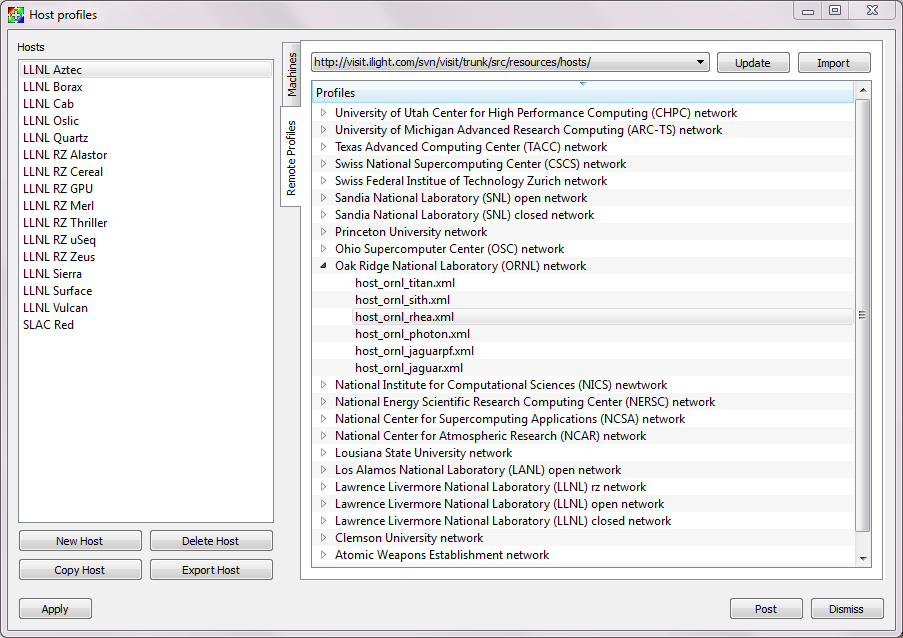 Host profiles
Hosts
LLNL Aztec
LLNL Borax
LLNL Cab
LLNL Oslic
LLNL Quartz
LLNL RZ Alastor
LLNL RZ Cereal
LLNL RZ GPU
LLNL RZ Merl
LLNL RZ Thriller
LLNL RZ uSeq
LLNL RZ Zeus
LLNL Sierra
LLNL Surface
LLNL Vulcan
SLAC Red
New Host
Delete Host
Copy Host
Export Host
Machines
Remote Profiles
http://visit.ilight.com/svn/visit/trunk/src/resources/hosts/
Update
Import
Profiles
University of Utah Center for High Performance Computing (CHPC) network
University of Michigan Advanced Research Computing (ARC-TS) network
Texas Advanced Computing Center (TACC) network
Swiss National Supercomputing Center (CSCS) network
Swiss Federal Institue of Technology Zurich network
Sandia National Laboratory (SNL) open network
Sandia National Laboratory (SNL) closed network
Princeton University network
Ohio Supercomputer Center (OSC) network
Oak Ridge National Laboratory (ORNL) network
host_ornl_titan.xml
host_ornl_sith.xml
host_ornl_rhea.xml
host_ornl_photon.xml
host_ornl_jaguarpf.xml
host_ornl_jaguar.xml
National Institute for Computational Sciences (NICS) newtwork
National Energy Scientific Research Computing Center (NERSC) network
National Center for Supercomputing Applications (NCSA) network
National Center for Atmospheric Research (NCAR) network
Lousiana State University network
Los Alamos National Laboratory (LANL) open network
Lawrence Livermore National Laboratory (LLNL) rz network
Lawrence Livermore National Laboratory (LLNL) open network
Lawrence Livermore National Laboratory (LLNL) closed network
Clemson University network
Atomic Weapons Establishment network
Apply
Post
Dismiss